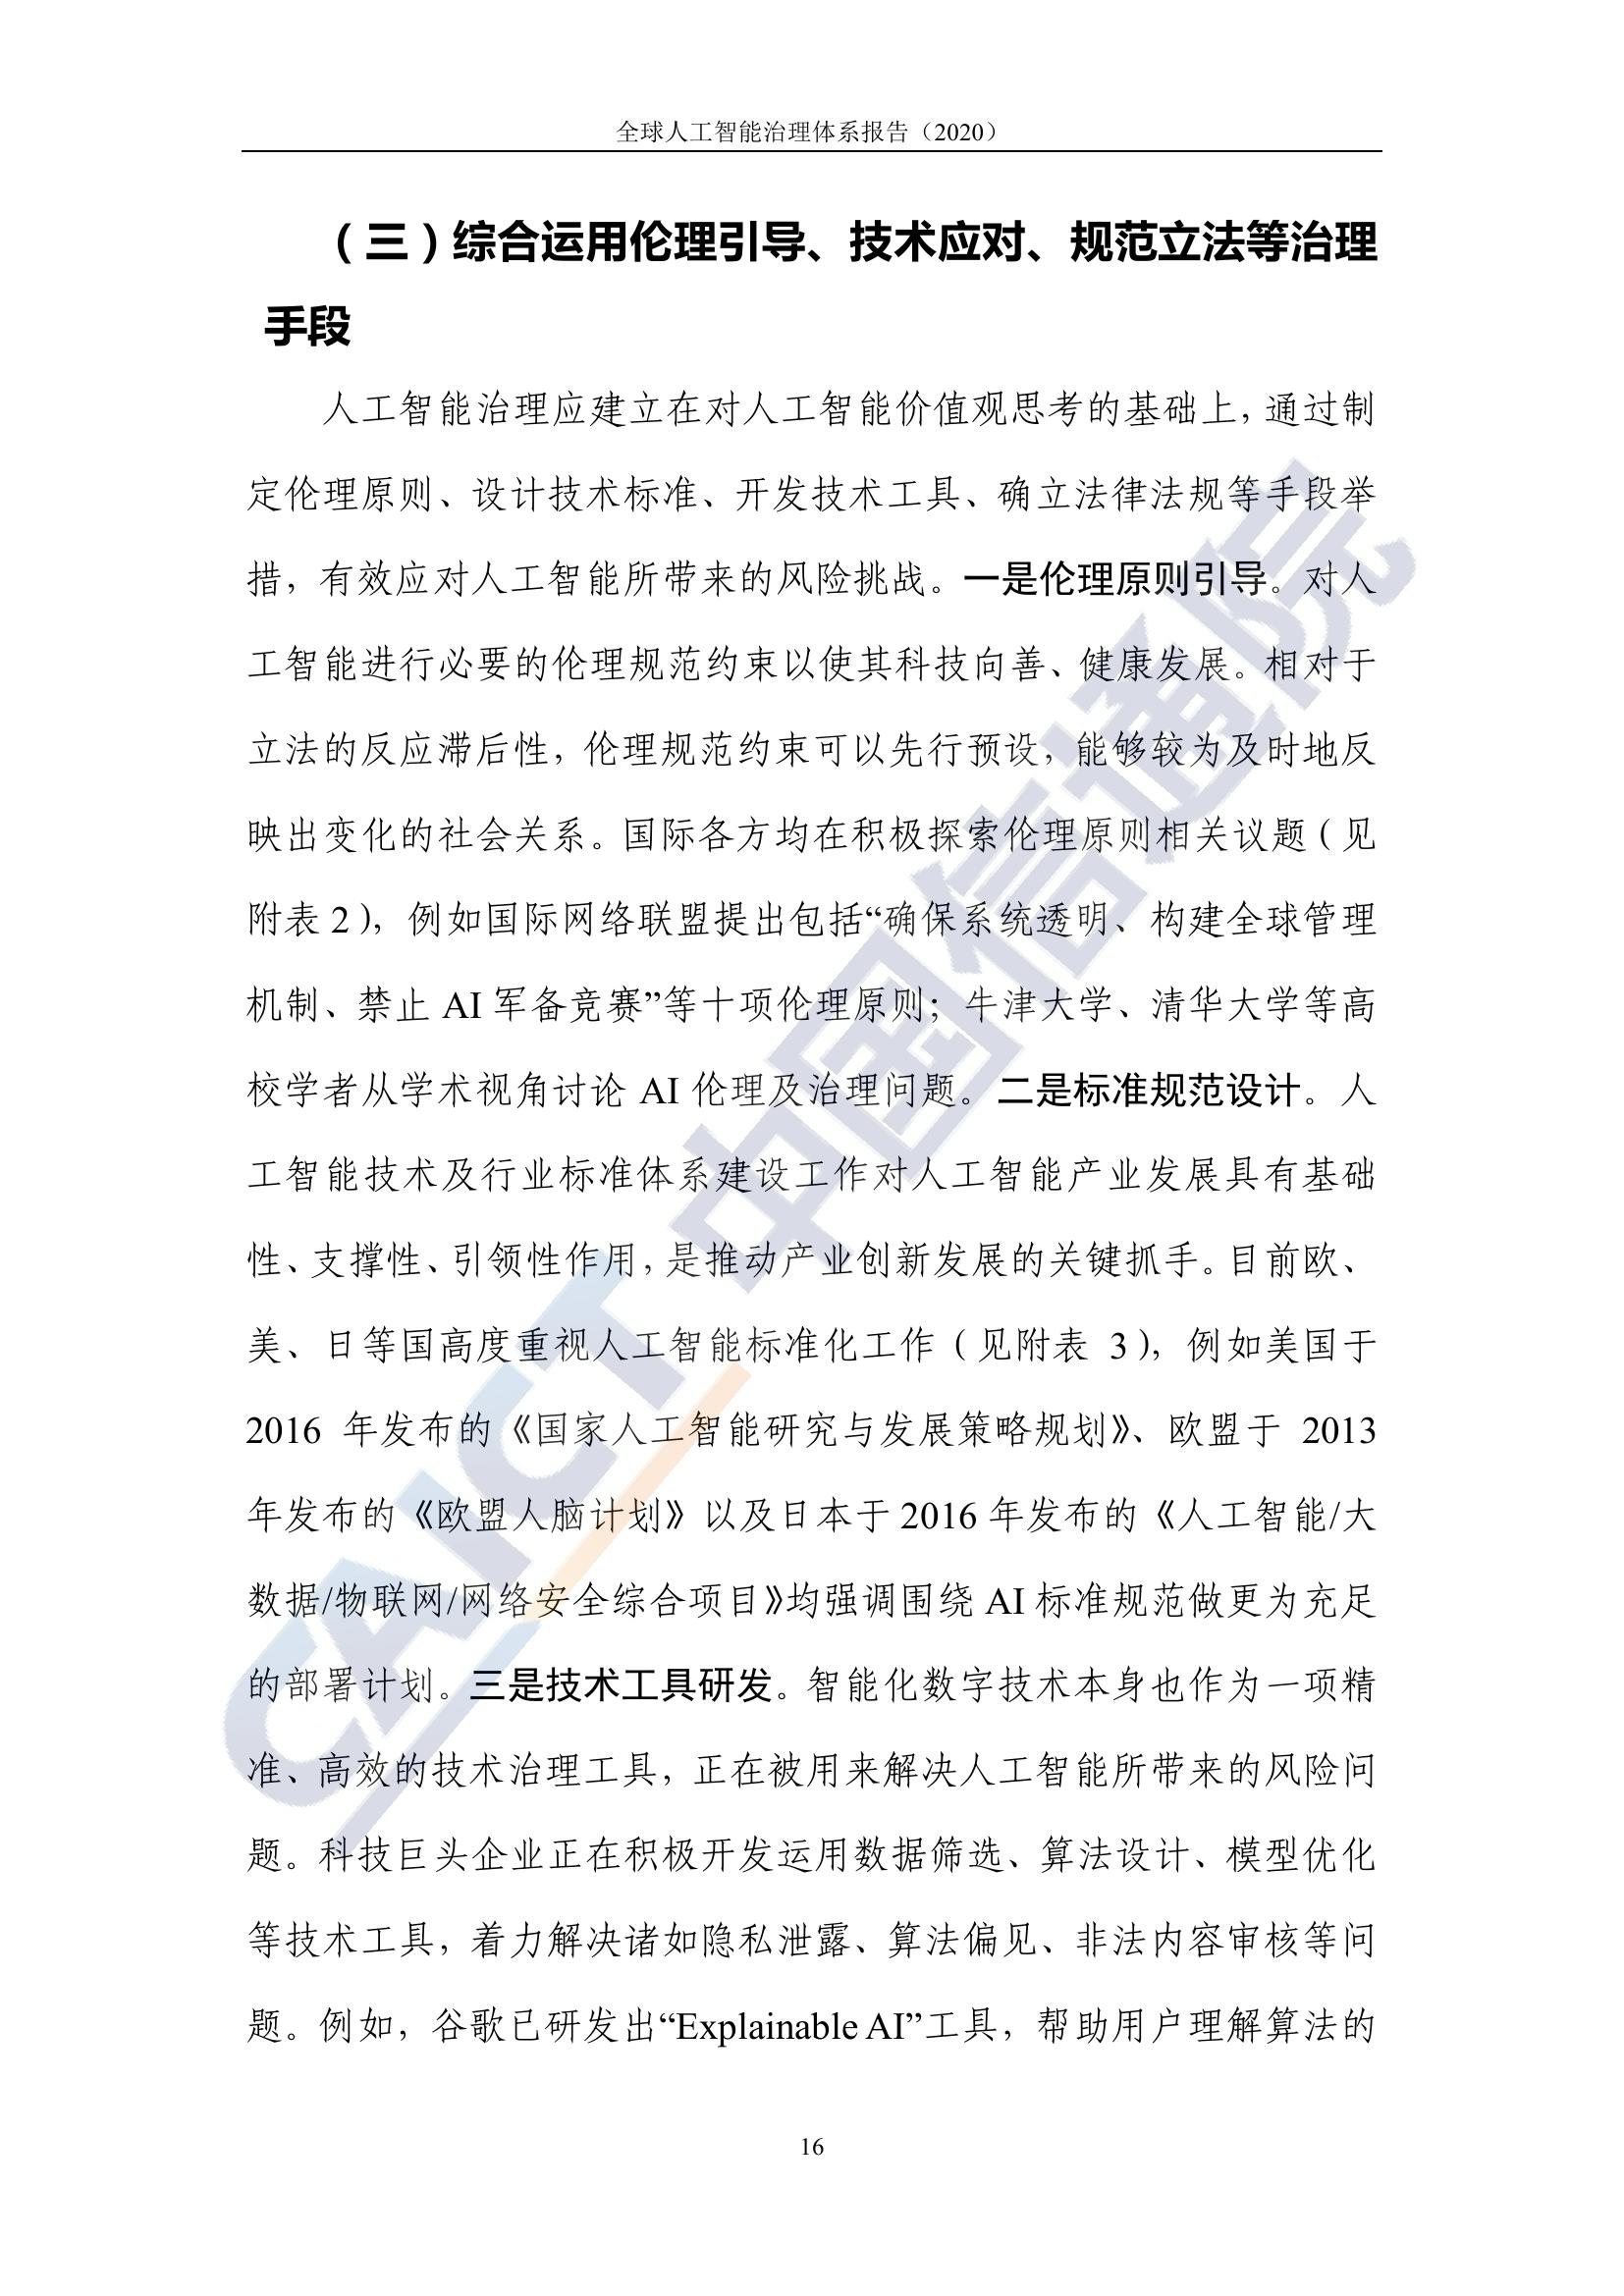 全球人工智能治理体系报告（2020）
（三）综合运用伦理引导、技术应对、规范立法等治理
手段
人工智能治理应建立在对人工智能价值观思考的基础上，通过制
定伦理原则、设计技术标准、开发技术工具、确立法律法规等手段举
措，有效应对人工智能所带来的风险挑战。一是伦理原则引导。对人
工智能进行必要的伦理规范约束以使其科技向善、健康发展。相对于
立法的反应滞后性，伦理规范约束可以先行预设，能够较为及时地反
映出变化的社会关系。国际各方均在积极探索伦理原则相关议题（见
附表 2），例如国际网络联盟提出包括“确保系统透明、构建全球管理
机制、禁止 AI 军备竞赛”等十项伦理原则；牛津大学、清华大学等高
校学者从学术视角讨论 AI 伦理及治理问题。二是标准规范设计。人
工智能技术及行业标准体系建设工作对人工智能产业发展具有基础
性、支撑性、引领性作用，是推动产业创新发展的关键抓手。目前欧、
美、日等国高度重视人工智能标准化工作（见附表 3），例如美国于
2016 年发布的《国家人工智能研究与发展策略规划》、欧盟于 2013
年发布的《欧盟人脑计划》以及日本于 2016 年发布的《人工智能/大
数据/物联网/网络安全综合项目》均强调围绕 AI 标准规范做更为充足
的部署计划。三是技术工具研发。智能化数字技术本身也作为一项精
准、高效的技术治理工具，正在被用来解决人工智能所带来的风险问
题。科技巨头企业正在积极开发运用数据筛选、算法设计、模型优化
等技术工具，着力解决诸如隐私泄露、算法偏见、非法内容审核等问
题。例如，谷歌已研发出“Explainable AI”工具，帮助用户理解算法的
16
CAICT 中国信通院